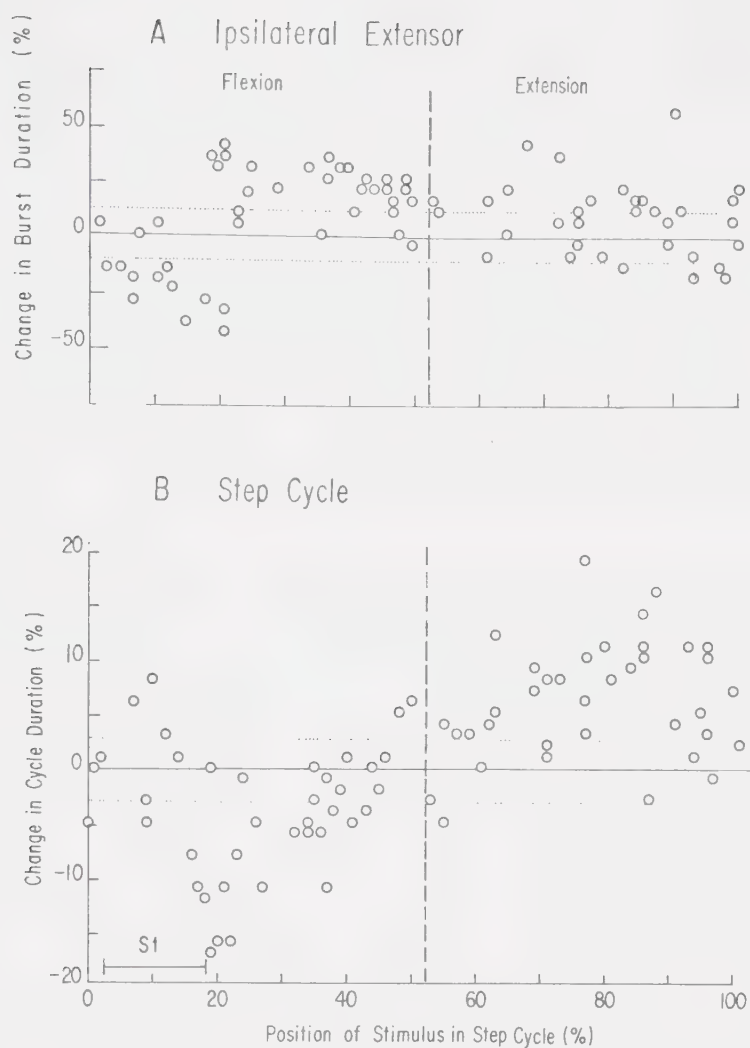 A Ipsilateral Extensor
Change in Burst Duration (%)
Flexion
Extension
50
0
-50
B Step Cycle
Change in Cycle Duration (%)
20
10
0
-10
-20
St
0
20
40
60
80
100
Position of Stimulus in Step Cycle (%)